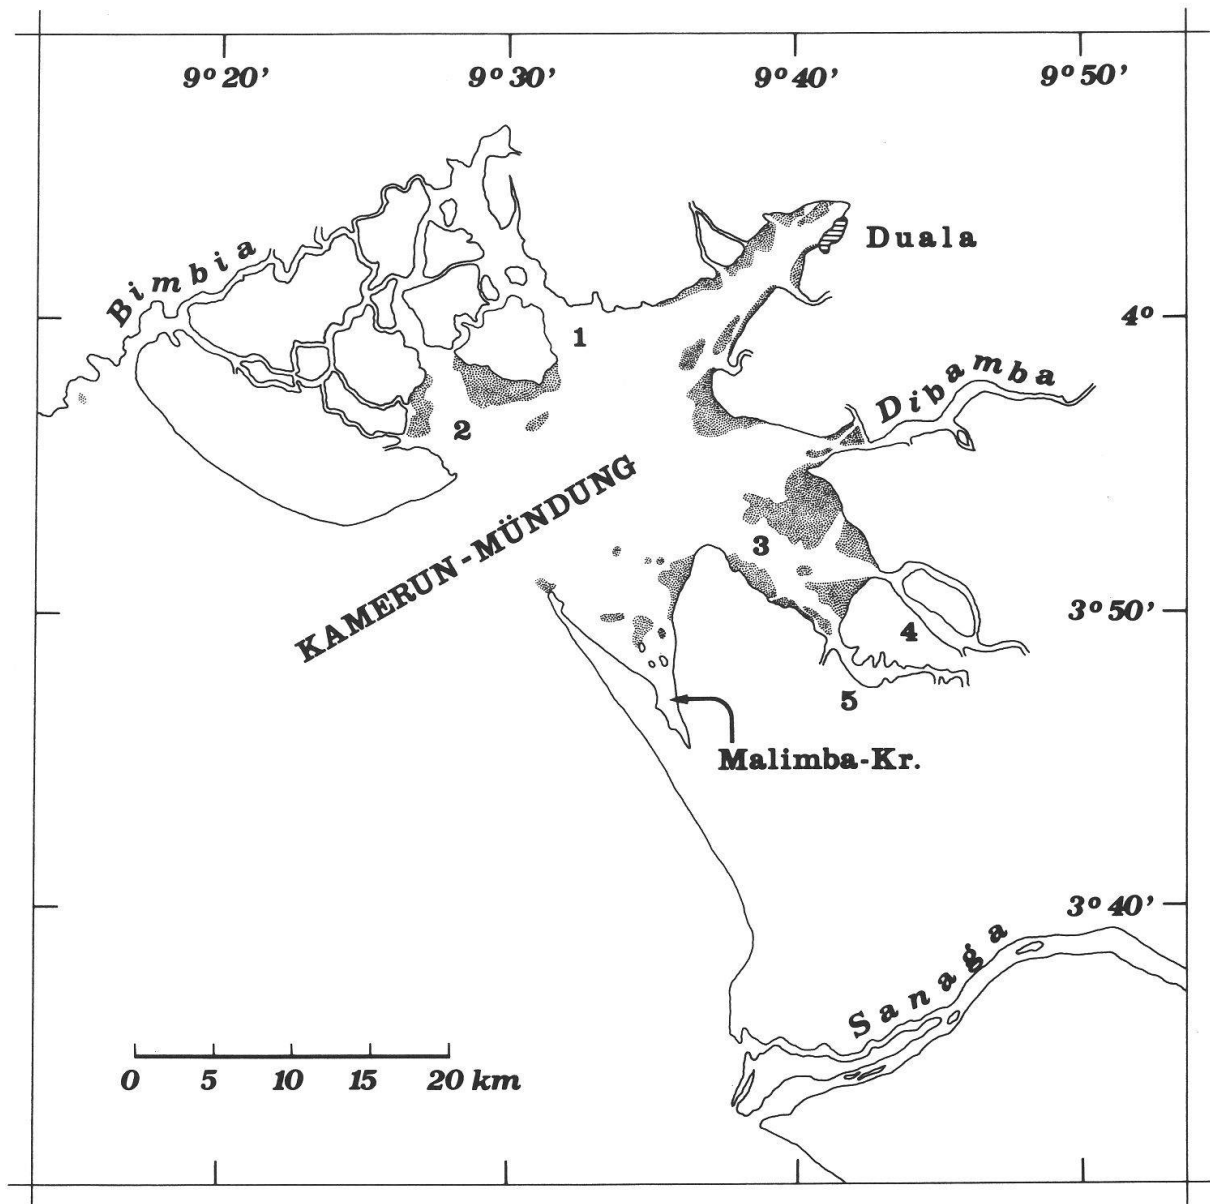 9° 20' 9° 30' 9° 40' 9° 50'
Duala
Bimbia
4°
1
Dibamba
2
KAMERUN-MÜNDUNG
3
3° 50'
4
5
Malimba-Kr.
3° 40'
Sanaga
0 5 10 15 20 km